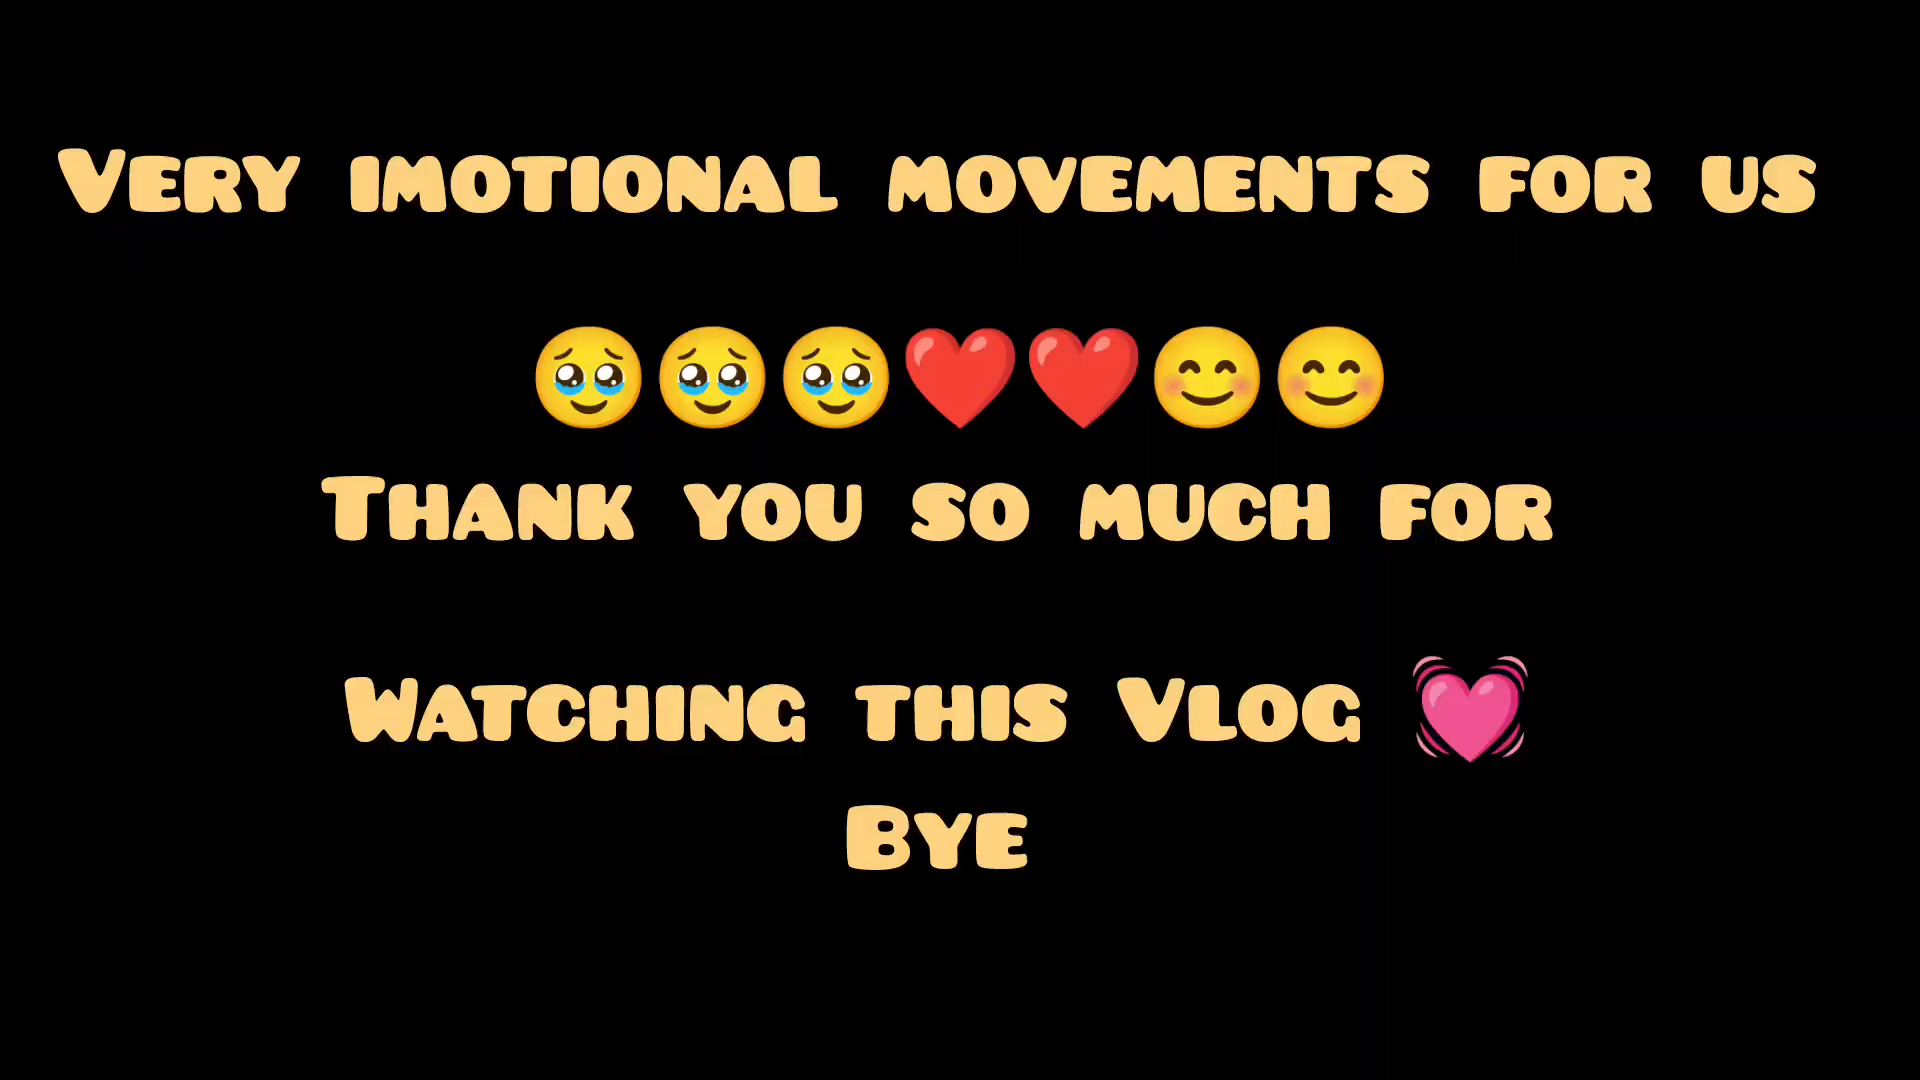 Very imotional movements for us
🥹🥹🥹❤️❤️😊😊
Thank you so much for
Watching this Vlog 💓
Bye